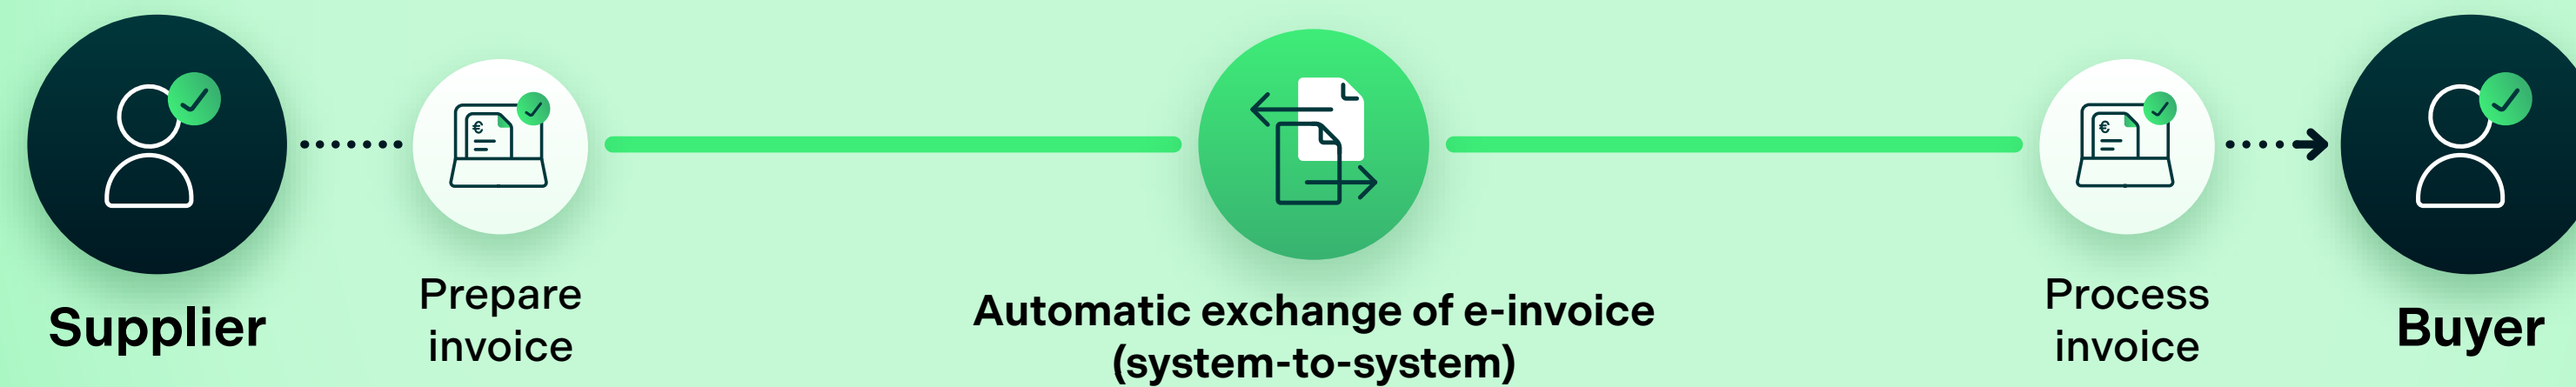 €
€
Supplier
Prepare
invoice
Automatic exchange of e-invoice
(system-to-system)
Process
invoice
Buyer